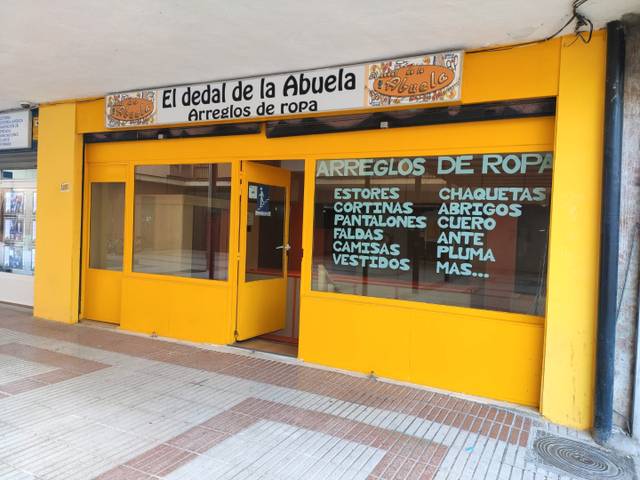 El dedal de la Abuela
Arreglos de ropa
Abuela
ARREGLOS DE ROPA
ESTORES
CORTINAS
PANTALONES
FALDAS
CAMISAS
VESTIDOS
CHAQUETAS
ABRIGOS
CUERO
ANTE
PLUMA
MAS...